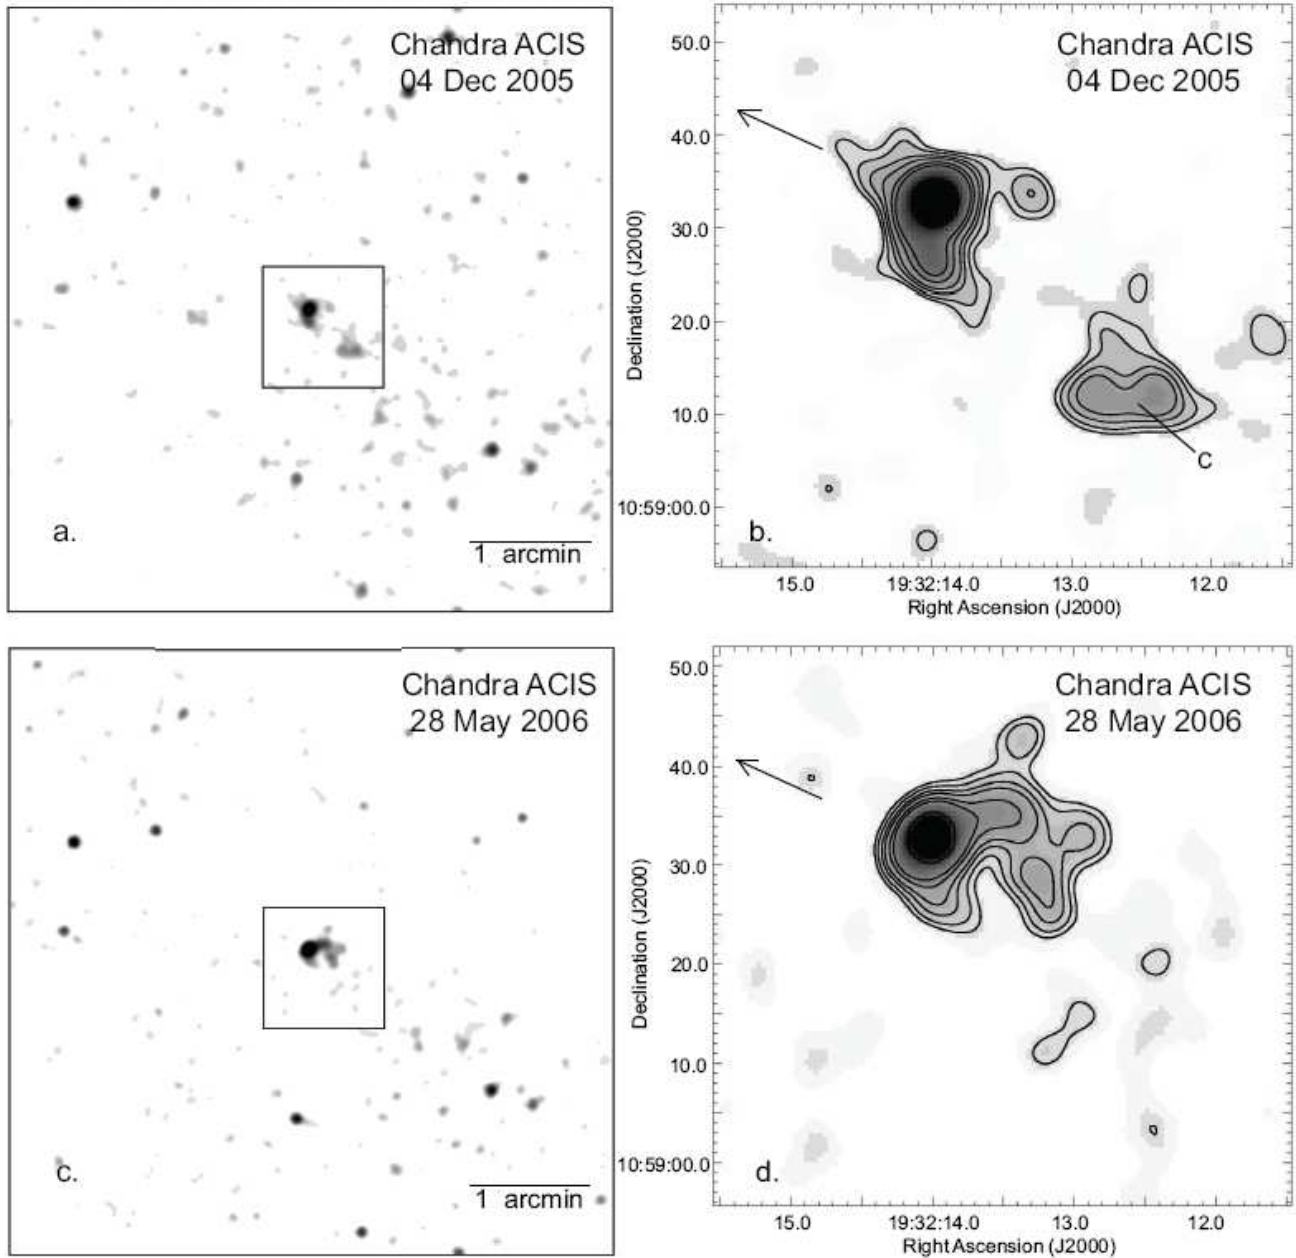 Chandra ACIS
04 Dec 2005
a.
1 arcmin
Chandra ACIS
04 Dec 2005
50.0
40.0
30.0
20.0
10.0
10:59:00.0
Declination (J2000)
c
b.
15.0 19:32:14.0 13.0 12.0
Right Ascension (J2000)
Chandra ACIS
28 May 2006
c.
1 arcmin
Chandra ACIS
28 May 2006
50.0
40.0
30.0
20.0
10.0
10:59:00.0
Declination (J2000)
d.
15.0 19:32:14.0 13.0 12.0
Right Ascension (J2000)